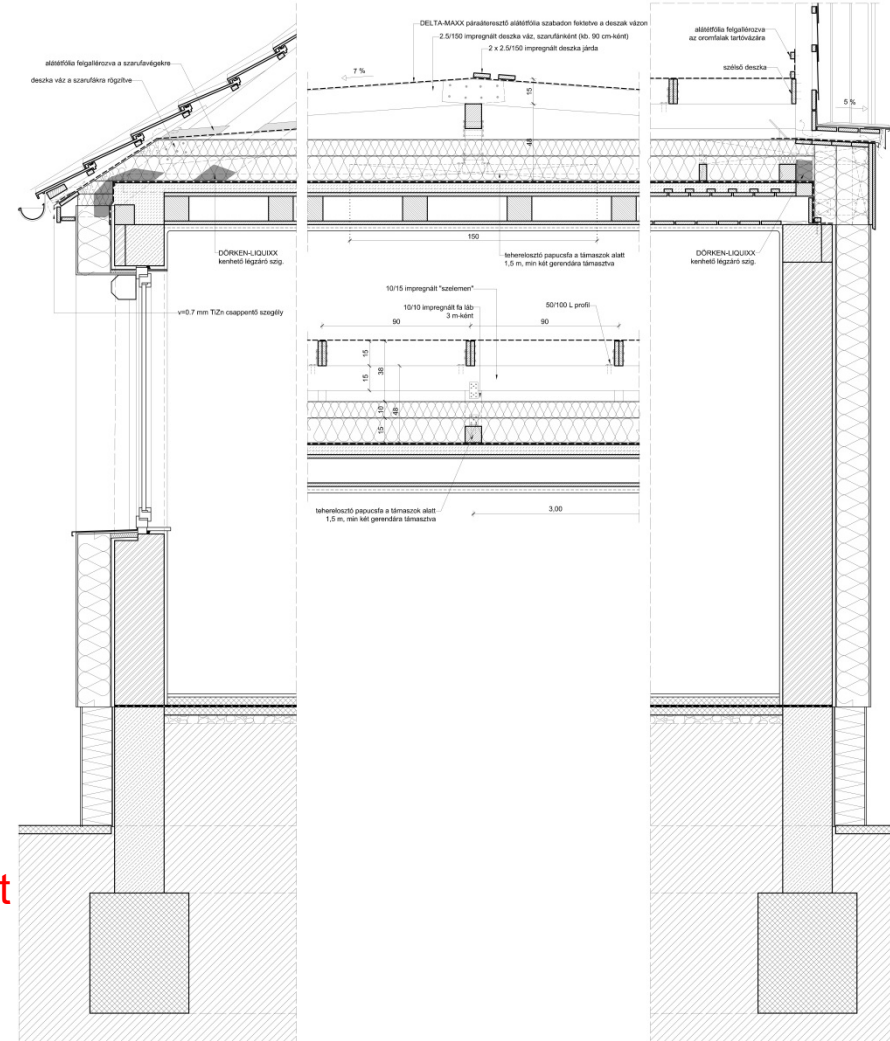 DELTA-MAXX páraáteresztő alátétfólia szabadon fektetve a deszak vázon
2.5/150 impregnált deszka váz, szarufánként (kb. 90 cm-ként)
2 x 2.5/150 impregnált deszka járda
alátétfólia felgallérozva
az oromfalak tartóvázára
alátétfólia felgallérozva a szarufavégekre
deszka váz a szarufákra rögzítve
szélső deszka
7 %
5 %
15
48
150
DÖRKEN-LIQUIXX
kenhető légzáró szig.
teherelosztó papucsfa a támaszok alatt
1,5 m, min két gerendára támasztva
DÖRKEN-LIQUIXX
kenhető légzáró szig.
v=0.7 mm TiZn csappentő szegély
10/15 impregnált "szelemen"
10/10 impregnált fa láb
3 m-ként
50/100 L profil
90
90
15
38
15
10
48
15
teherelosztó papucsfa a támaszok alatt
1,5 m, min két gerendára támasztva
3,00
t